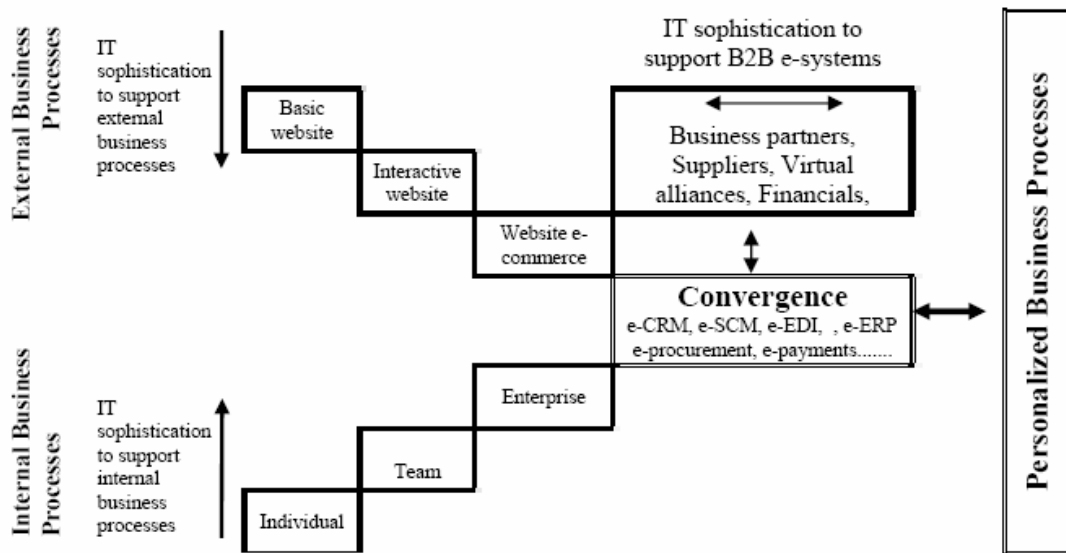 External Business
Processes
IT
sophistication
to support
external
business
processes
Basic
website
Interactive
website
Website e-
commerce
IT sophistication to
support B2B e-systems
Business partners,
Suppliers, Virtual
alliances, Financials,
Convergence
e-CRM, e-SCM, e-EDI, , e-ERP
e-procurement, e-payments.......
Internal Business
Processes
IT
sophistication
to support
internal
business
processes
Enterprise
Team
Individual
Personalized Business Processes